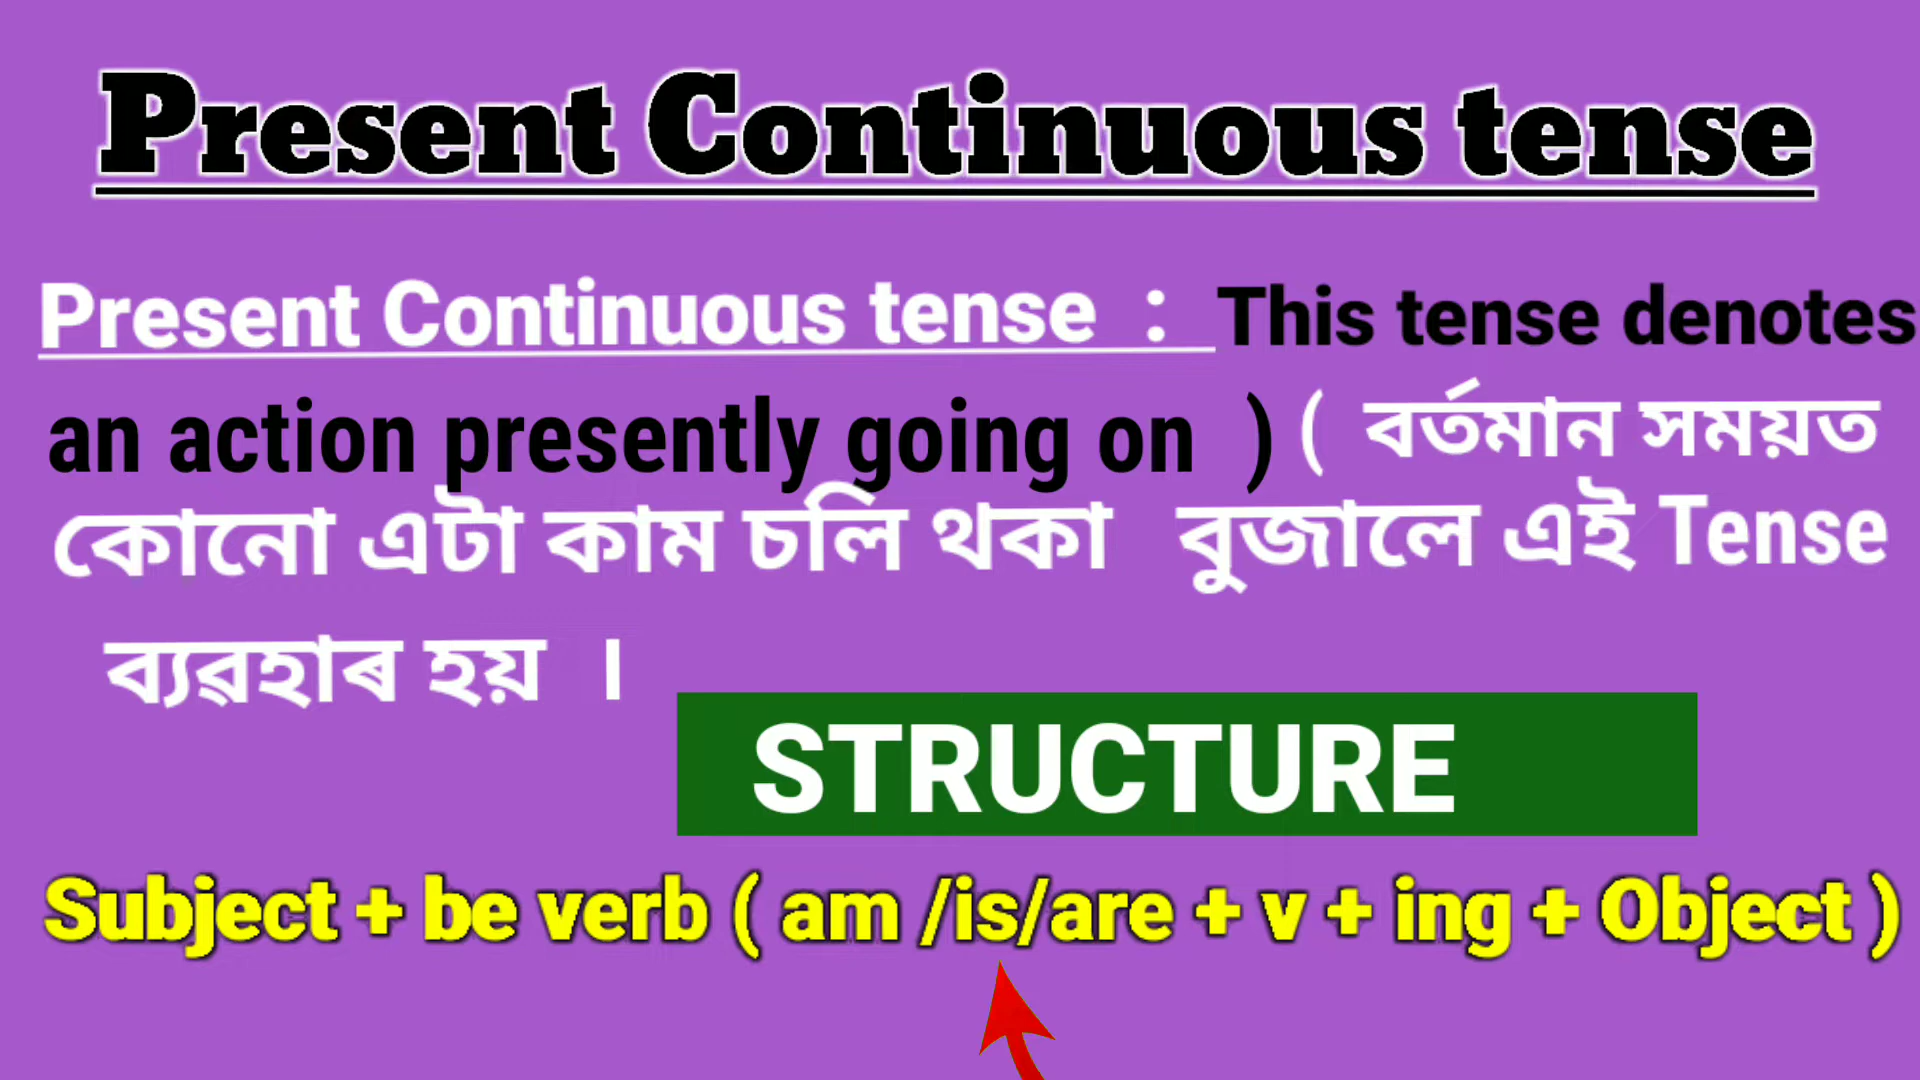 Present Continuous tense
Present Continuous tense : This tense denotes
an action presently going on ) ( বৰ্তমান সময়ত
কোনো এটা কাম চলি থকা বুজালে এই Tense
ব্যৱহাৰ হয় ।
STRUCTURE
Subject + be verb ( am /is/are + v + ing + Object )